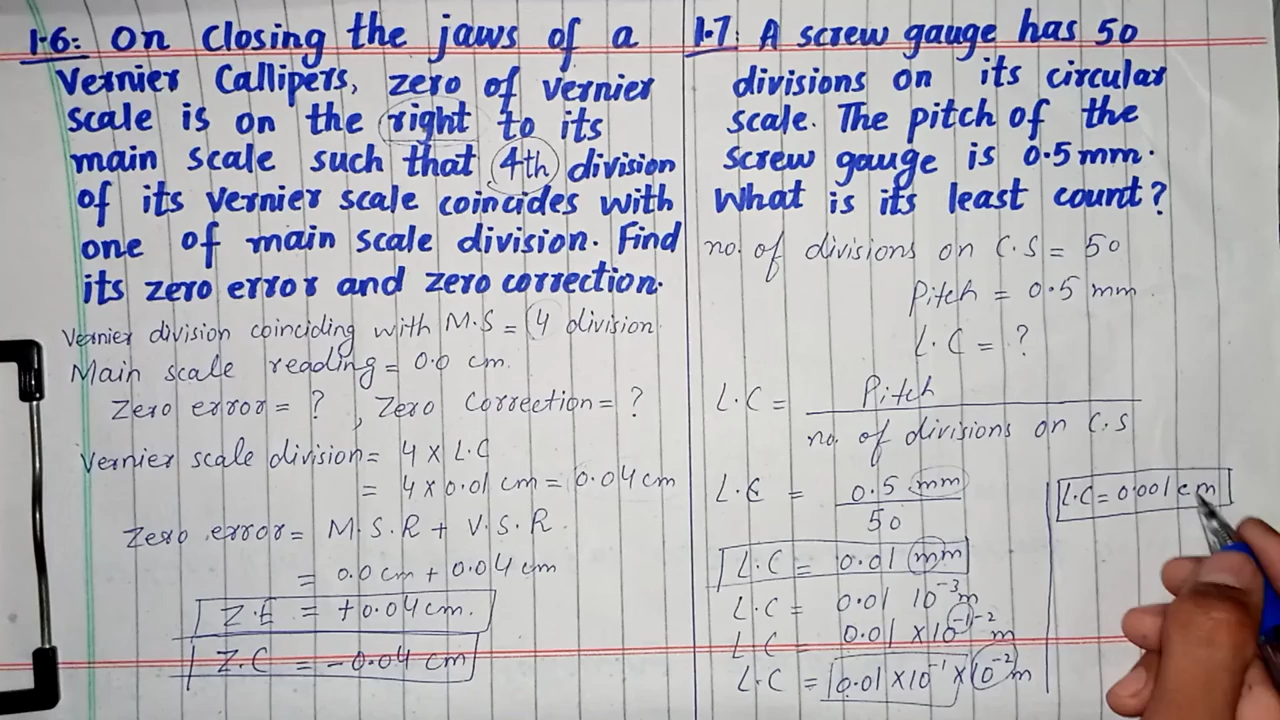 1.6: On closing the jaws of a
Vernier Callipers, zero of vernier
scale is on the right to its
main scale such that 4th division
of its vernier scale coincides with
one of main scale division. Find
its zero error and zero correction.
Vernier division coinciding with M.S = 4 division.
Main scale reading = 0.0 cm.
Zero error = ? , Zero correction = ?
Vernier scale division = 4 x L.C
= 4 x 0.01 cm = 0.04 cm
Zero error = M.S.R + V.S.R.
= 0.0 cm + 0.04 cm
Z.E = +0.04 cm.
Z.C = -0.04 cm
1.7 A screw gauge has 50
divisions on its circular
scale. The pitch of the
screw gauge is 0.5 mm.
What is its least count?
no. of divisions on C.S = 50
Pitch = 0.5 mm.
L.C = ?
L.C = Pitch
no. of divisions on C.S
L.C = 0.5 mm
50
L.C = 0.01 mm
L.C = 0.01 10⁻³m
L.C = 0.01 x 10⁻¹⁻² m
L.C = 0.01 x 10⁻¹ x 10⁻² m
L.C = 0.001 cm